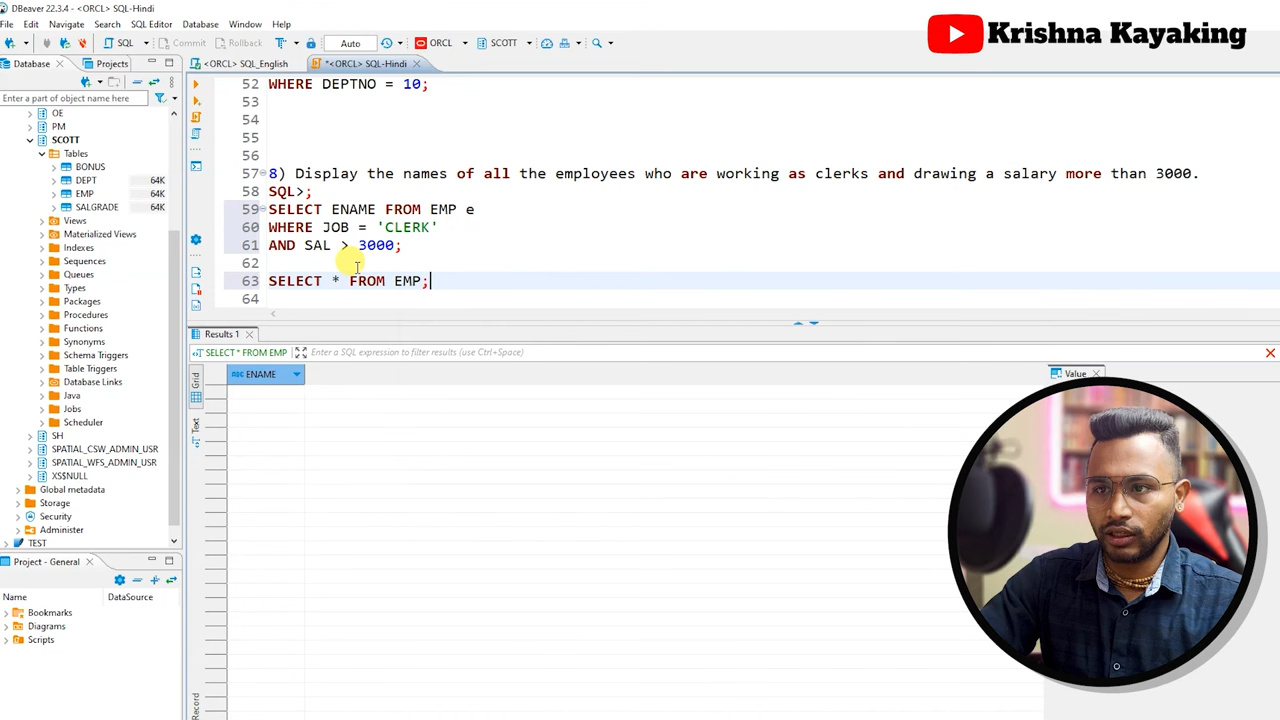 DBeaver 22.3.4 - <ORCL> SQL-Hindi
File Edit Navigate Search SQL Editor Database Window Help
SQL Commit Rollback Auto ORCL SCOTT
Krishna Kayaking
Database Projects
<ORCL> SQL_English *<ORCL> SQL-Hindi
Enter a part of object name here
OE
PM
SCOTT
Tables
BONUS
DEPT 64K
EMP 64K
SALGRADE 64K
Views
Materialized Views
Indexes
Sequences
Queues
Types
Packages
Procedures
Functions
Synonyms
Schema Triggers
Table Triggers
Database Links
Java
Jobs
Scheduler
SH
SPATIAL_CSW_ADMIN_USR
SPATIAL_WFS_ADMIN_USR
XS$NULL
Global metadata
Storage
Security
Administer
TEST
Project - General
Name DataSource
Bookmarks
Diagrams
Scripts
52 WHERE DEPTNO = 10;
53
54
55
56
57 8) Display the names of all the employees who are working as clerks and drawing a salary more than 3000.
58 SQL>;
59 SELECT ENAME FROM EMP e
60 WHERE JOB = 'CLERK'
61 AND SAL > 3000;
62
63 SELECT * FROM EMP;
64
Results 1
SELECT * FROM EMP Enter a SQL expression to filter results (use Ctrl+Space)
Grid
Text
Record
ABC ENAME
Value